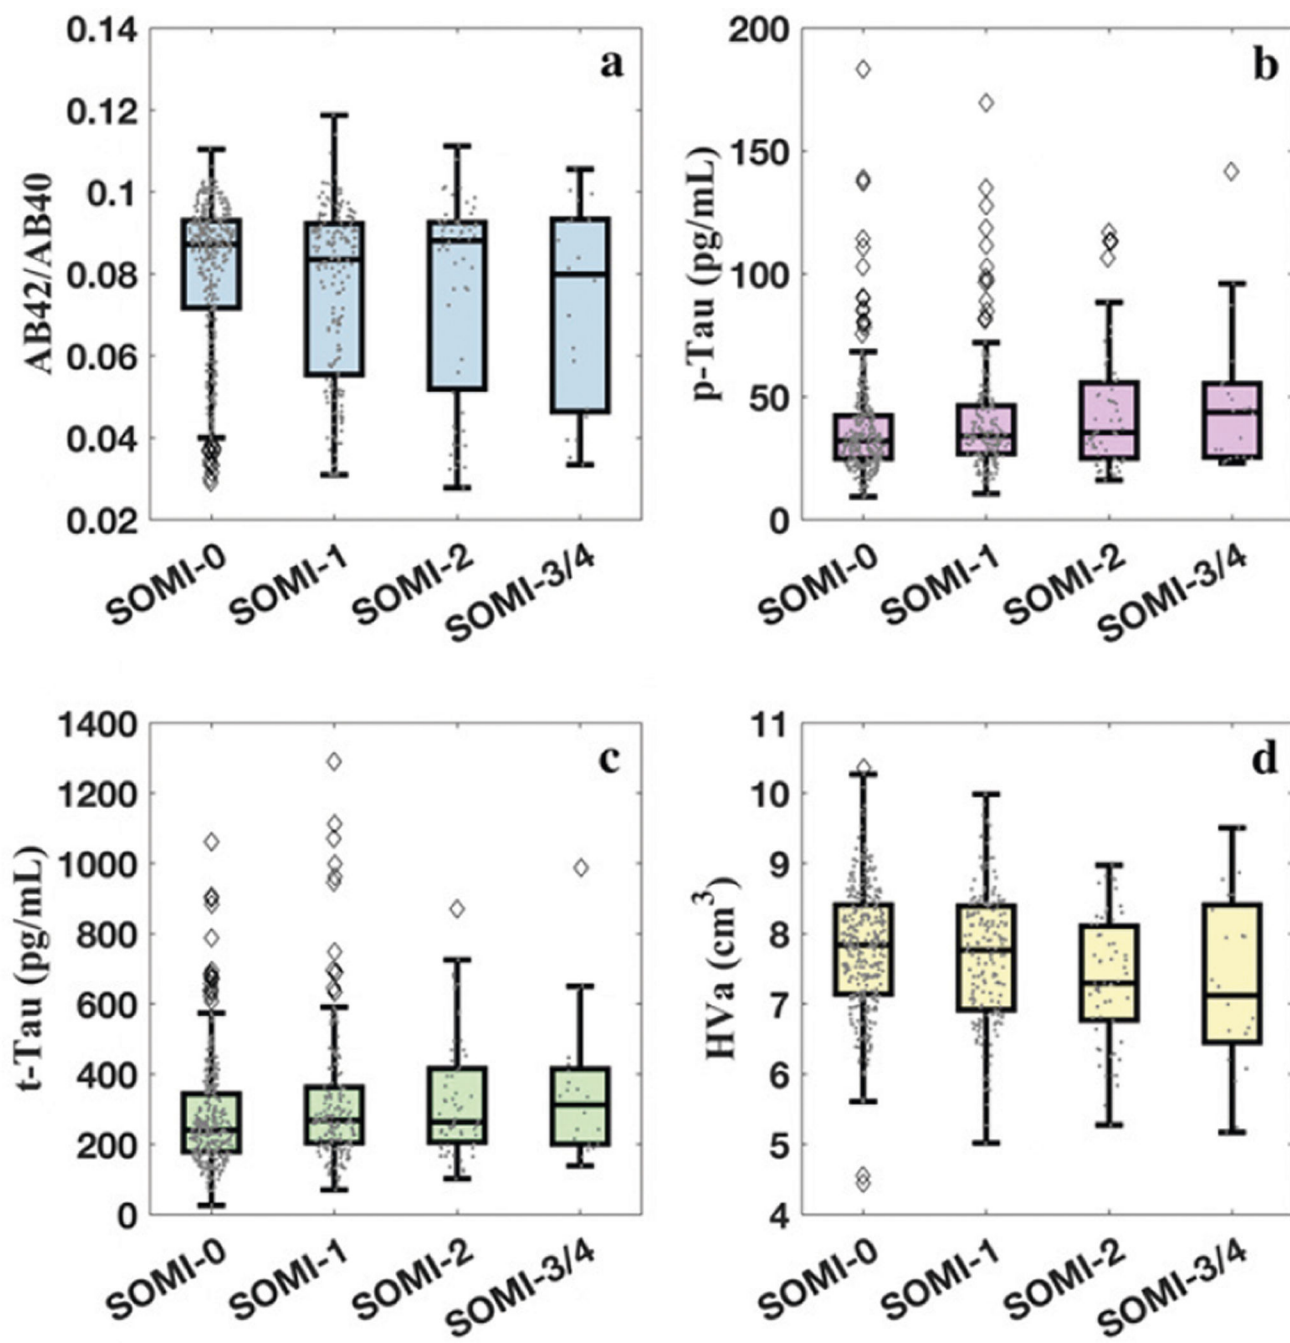 a
AB42/AB40
0.14
0.12
0.1
0.08
0.06
0.04
0.02
SOMI-0
SOMI-1
SOMI-2
SOMI-3/4
b
p-Tau (pg/mL)
200
150
100
50
0
SOMI-0
SOMI-1
SOMI-2
SOMI-3/4
c
t-Tau (pg/mL)
1400
1200
1000
800
600
400
200
0
SOMI-0
SOMI-1
SOMI-2
SOMI-3/4
d
HVa (cm³)
11
10
9
8
7
6
5
4
SOMI-0
SOMI-1
SOMI-2
SOMI-3/4